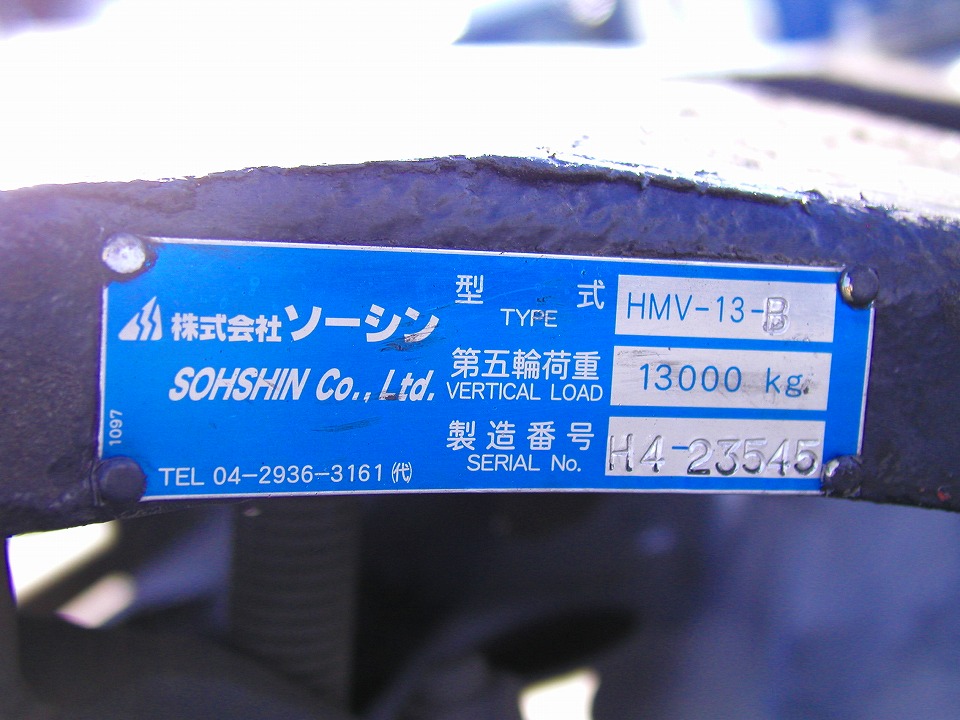 株式会社ソーシン
SOHSHIN Co., Ltd.
1097
TEL 04-2936-3161 ㈹
型 式 HMV-13-B
TYPE
第五輪荷重 13000 kg
VERTICAL LOAD
製造番号 H4-23545
SERIAL No.